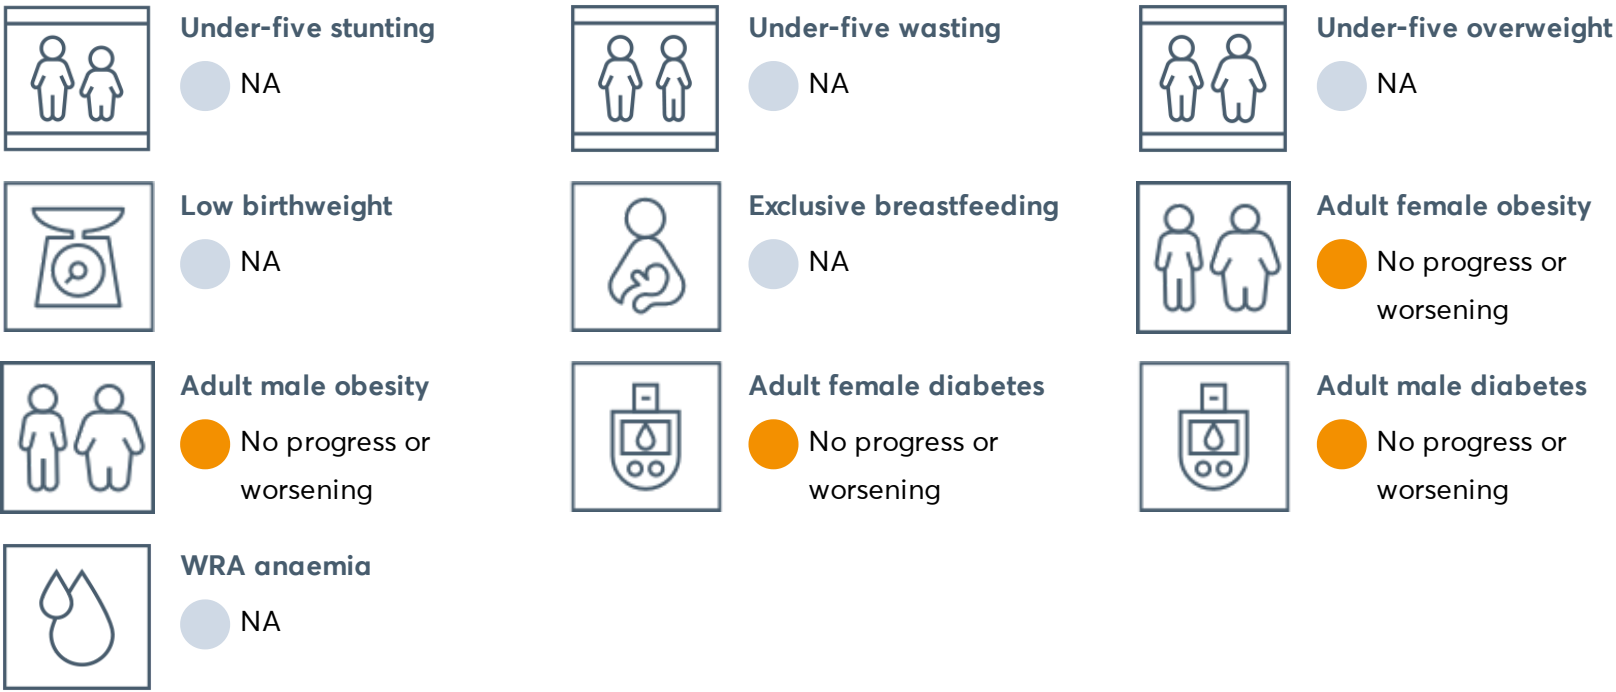 Under-five stunting
NA
Under-five wasting
NA
Under-five overweight
NA
Low birthweight
NA
Exclusive breastfeeding
NA
Adult female obesity
No progress or
worsening
Adult male obesity
No progress or
worsening
Adult female diabetes
No progress or
worsening
Adult male diabetes
No progress or
worsening
WRA anaemia
NA